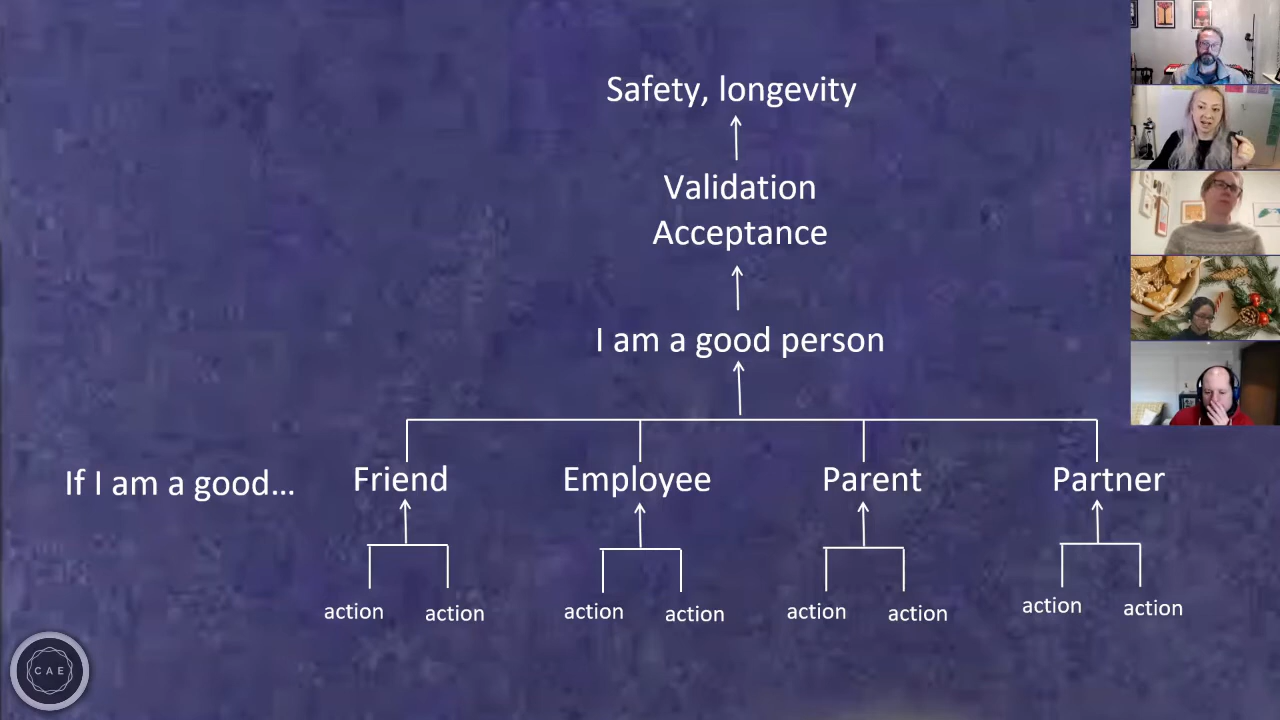 Safety, longevity
Validation
Acceptance
I am a good person
If I am a good... Friend Employee Parent Partner
action action action action action action action action
CAE